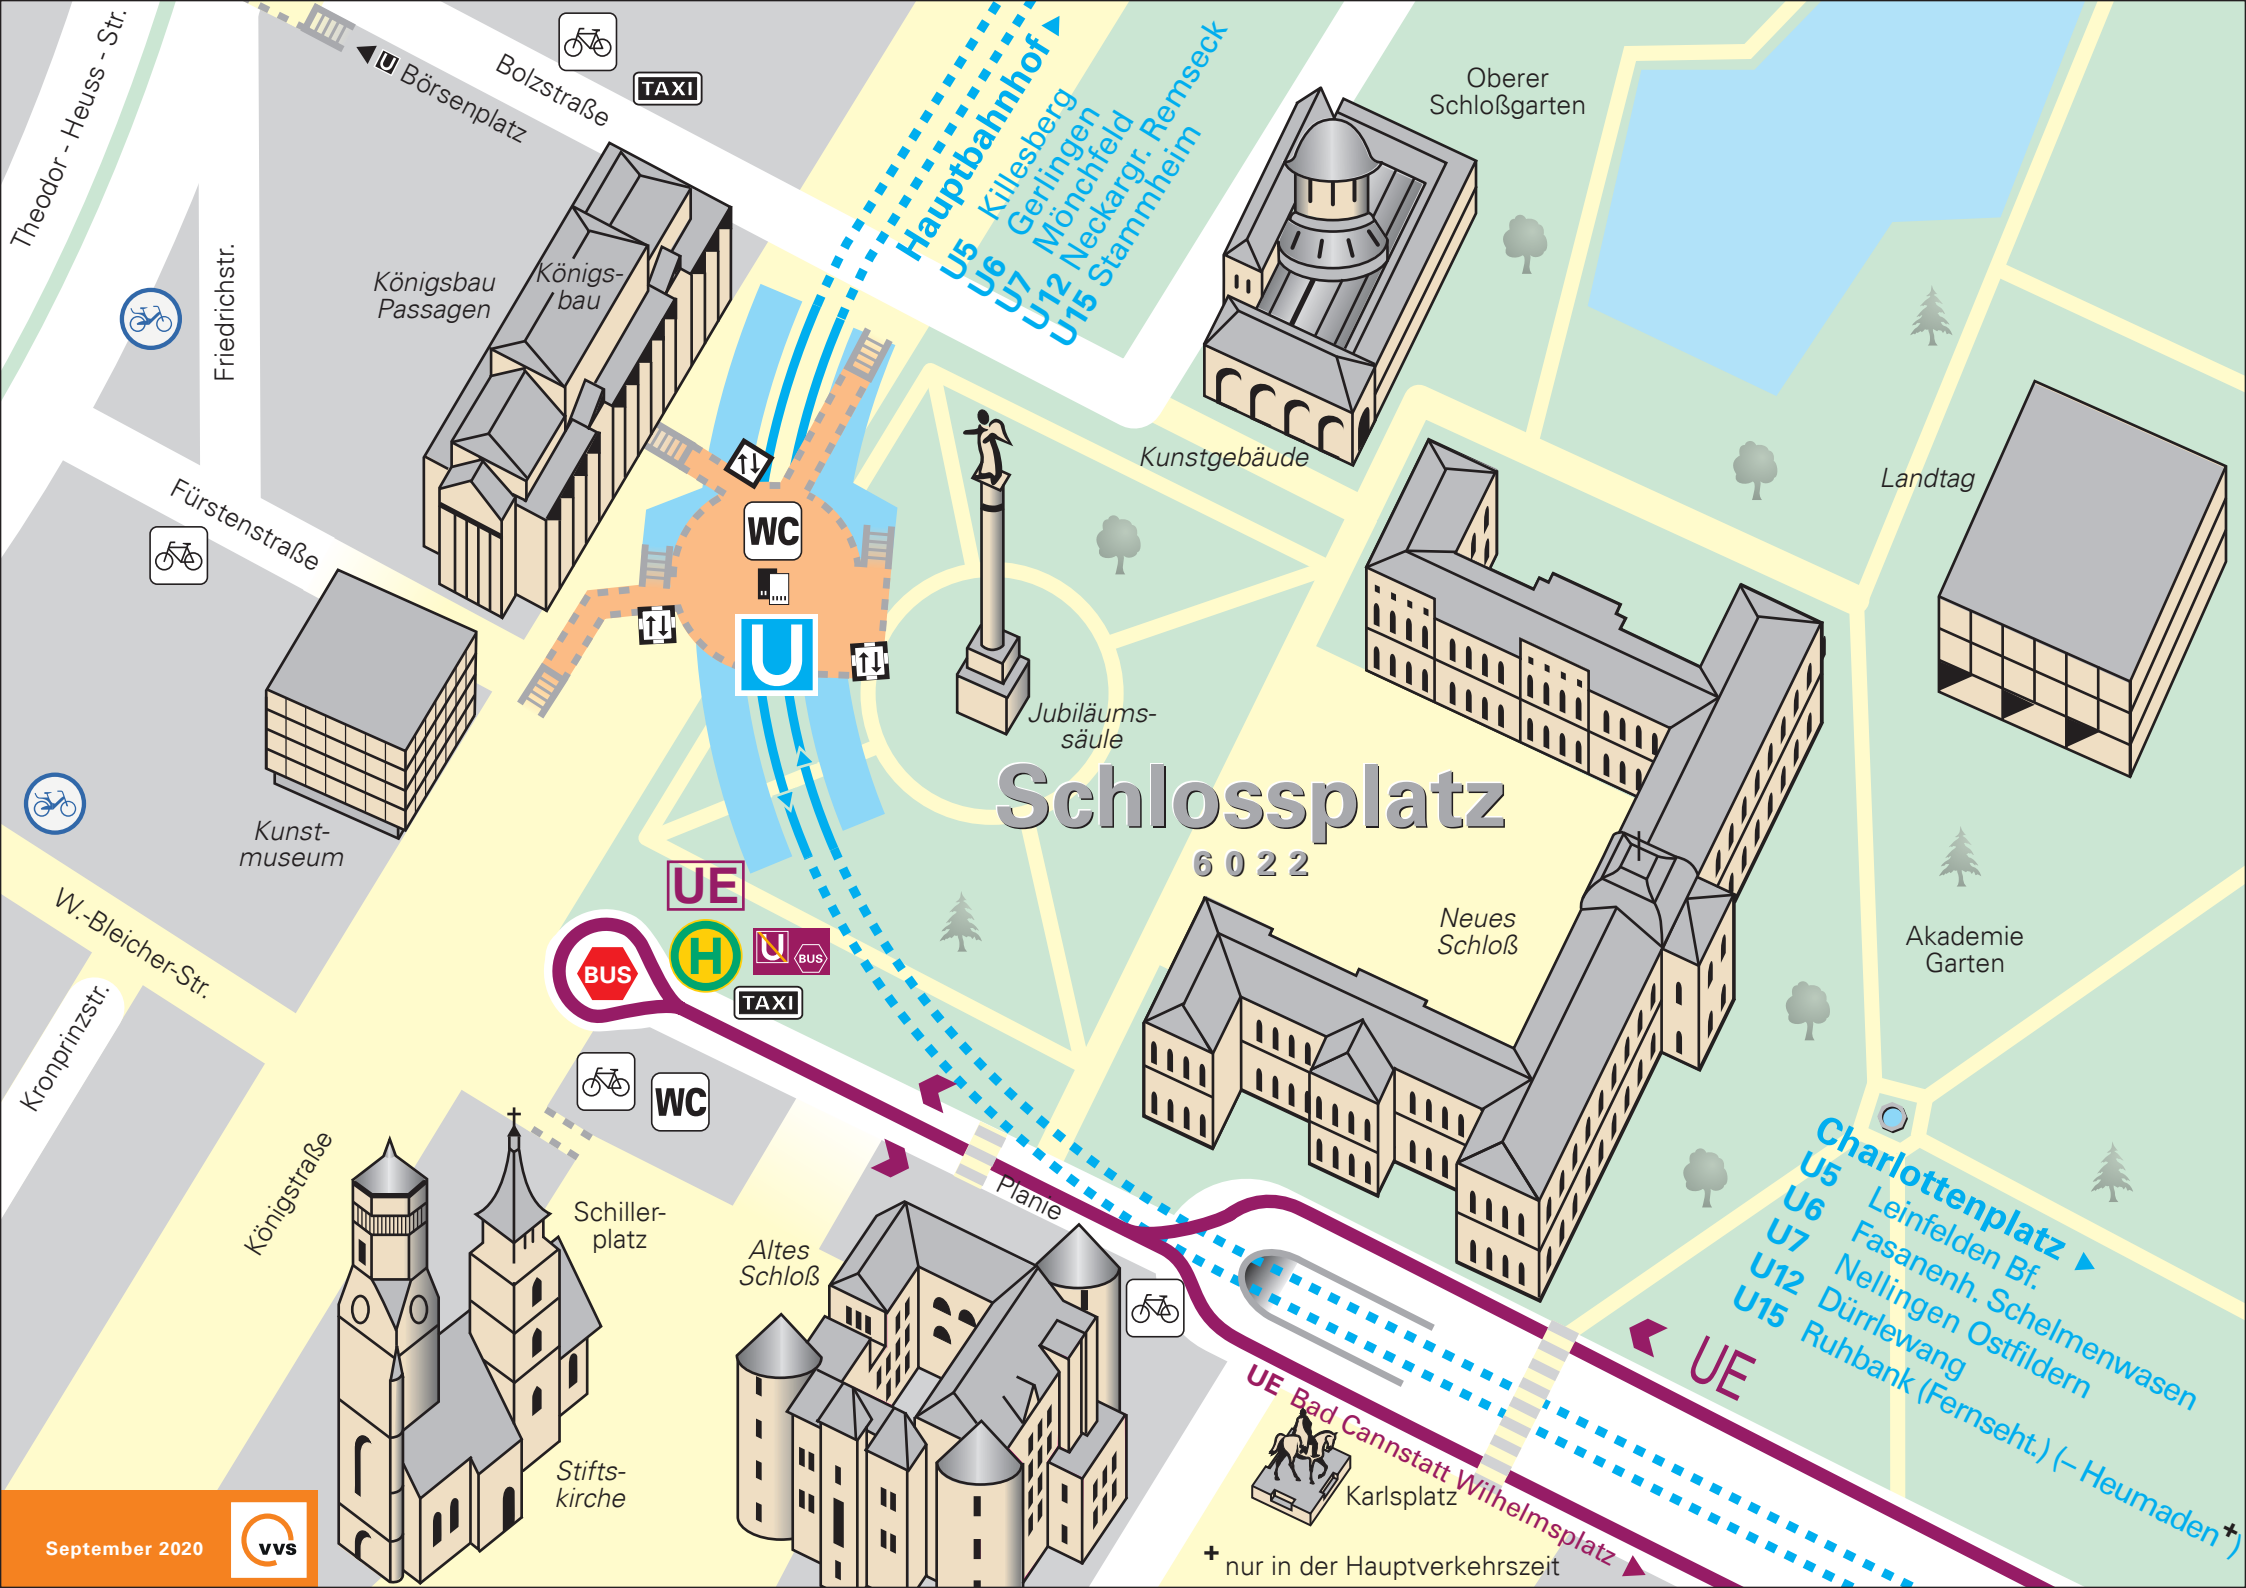 Theodor - Heuss - Str.
U Börsenplatz
Bolzstraße
TAXI
Hauptbahnhof
U5 Killesberg
U6 Gerlingen
U7 Mönchfeld
U12 Neckargr. Remseck
U15 Stammheim
Oberer
Schloßgarten
Friedrichstr.
Königsbau
Passagen
Königs-
bau
Kunstgebäude
Landtag
Fürstenstraße
WC
U
Jubiläums-
säule
Schlossplatz
6022
Kunst-
museum
W.-Bleicher-Str.
Kronprinzstr.
UE
H
U
BUS
BUS
TAXI
Neues
Schloß
Akademie
Garten
WC
Königstraße
Schiller-
platz
Planie
Altes
Schloß
Charlottenplatz
U5 Leinfelden Bf.
U6 Fasanenh. Schelmenwasen
U7 Nellingen Ostfildern
U12 Dürrlewang
U15 Ruhbank (Fernseht.) (– Heumaden+)
UE
UE Bad Cannstatt Wilhelmsplatz
Stifts-
kirche
Karlsplatz
+ nur in der Hauptverkehrszeit
September 2020
vvs